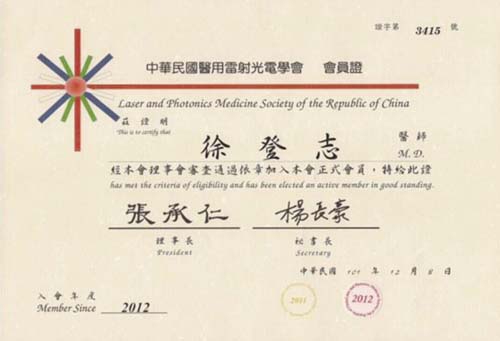 證字第 3415 號
中華民國醫用雷射光電學會 會員證
Laser and Photonics Medicine Society of the Republic of China
茲證明
This is to certify that
徐登志 醫師
M.D.
經本會理事會審查通過依章加入本會正式會員，特給此證
has met the criteria of eligibility and has been elected an active member in good standing.
張承仁 楊長豪
理事長 祕書長
President Secretary
中華民國 101 年 12 月 8 日
入會年度
Member Since 2012
2011 2012